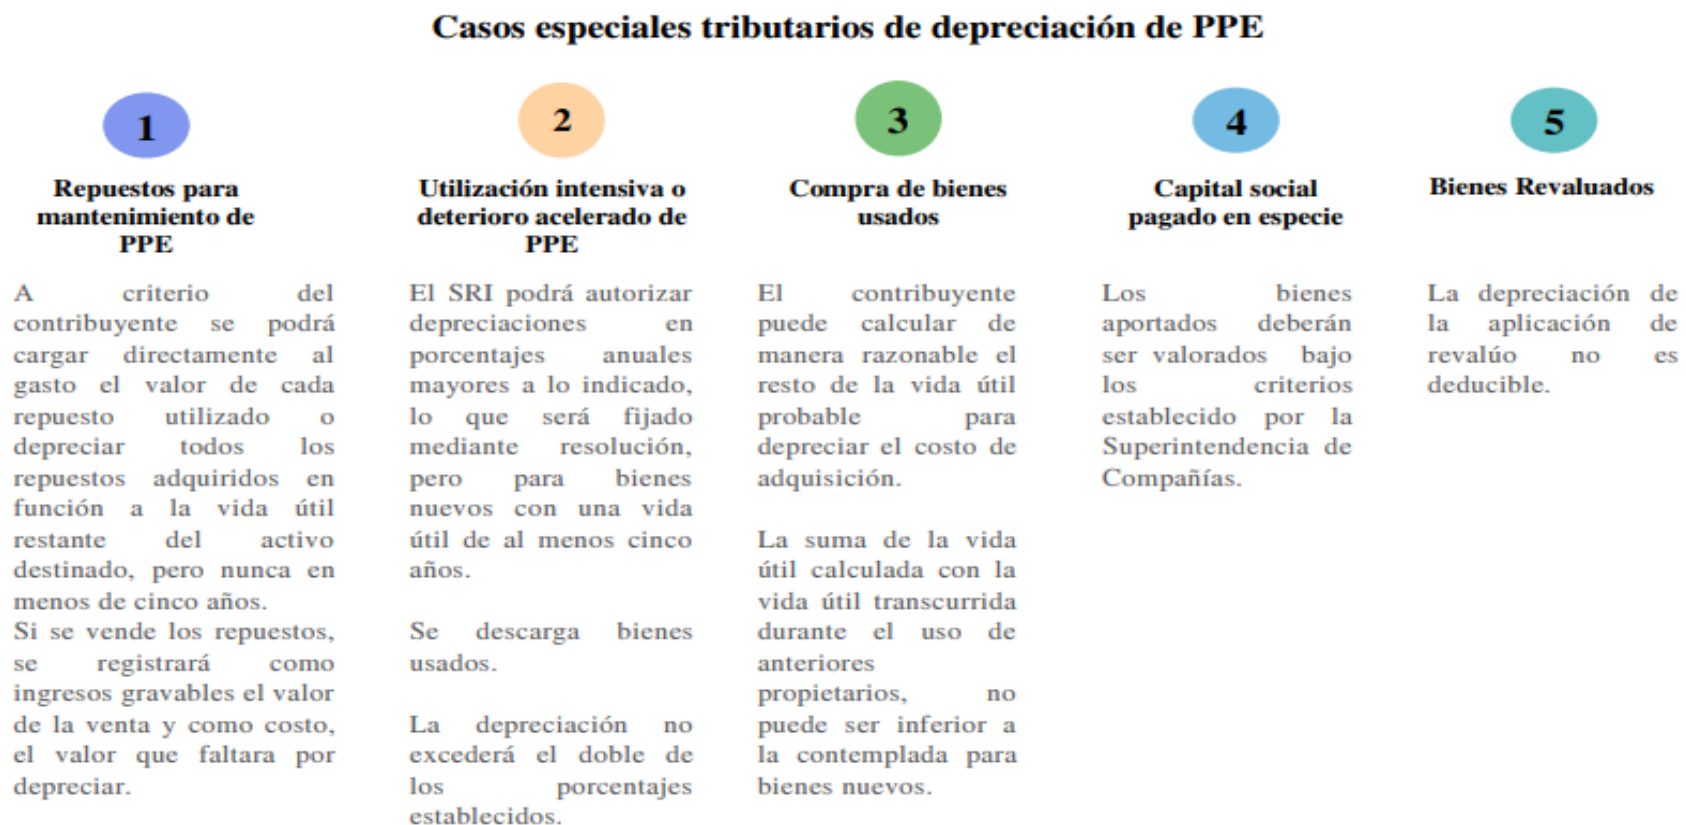 Casos especiales tributarios de depreciación de PPE
1
Repuestos para
mantenimiento de
PPE
A criterio del
contribuyente se podrá
cargar directamente al
gasto el valor de cada
repuesto utilizado o
depreciar todos los
repuestos adquiridos en
función a la vida útil
restante del activo
destinado, pero nunca en
menos de cinco años.
Si se vende los repuestos,
se registrará como
ingresos gravables el valor
de la venta y como costo,
el valor que faltara por
depreciar.
2
Utilización intensiva o
deterioro acelerado de
PPE
El SRI podrá autorizar
depreciaciones en
porcentajes anuales
mayores a lo indicado,
lo que será fijado
mediante resolución,
pero para bienes
nuevos con una vida
útil de al menos cinco
años.
Se descarga bienes
usados.
La depreciación no
excederá el doble de
los porcentajes
establecidos.
3
Compra de bienes
usados
El contribuyente
puede calcular de
manera razonable el
resto de la vida útil
probable para
depreciar el costo de
adquisición.
La suma de la vida
útil calculada con la
vida útil transcurrida
durante el uso de
anteriores
propietarios, no
puede ser inferior a
la contemplada para
bienes nuevos.
4
Capital social
pagado en especie
Los bienes
aportados deberán
ser valorados bajo
los criterios
establecido por la
Superintendencia de
Compañías.
5
Bienes Revaluados
La depreciación de
la aplicación de
revalúo no es
deducible.